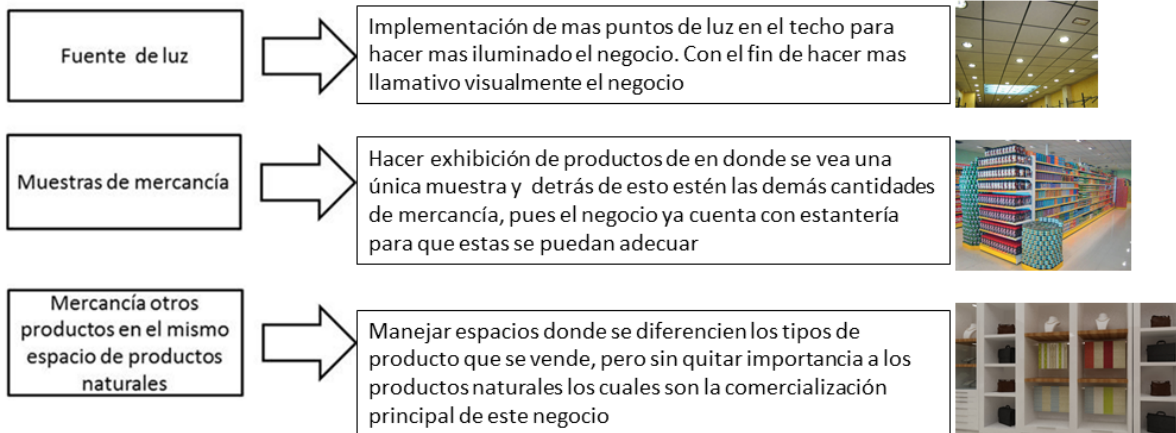 Fuente de luz
Implementación de mas puntos de luz en el techo para
hacer mas iluminado el negocio. Con el fin de hacer mas
llamativo visualmente el negocio
Muestras de mercancía
Hacer exhibición de productos de en donde se vea una
única muestra y detrás de esto estén las demás cantidades
de mercancía, pues el negocio ya cuenta con estantería
para que estas se puedan adecuar
Mercancía otros
productos en el mismo
espacio de productos
naturales
Manejar espacios donde se diferencien los tipos de
producto que se vende, pero sin quitar importancia a los
productos naturales los cuales son la comercialización
principal de este negocio